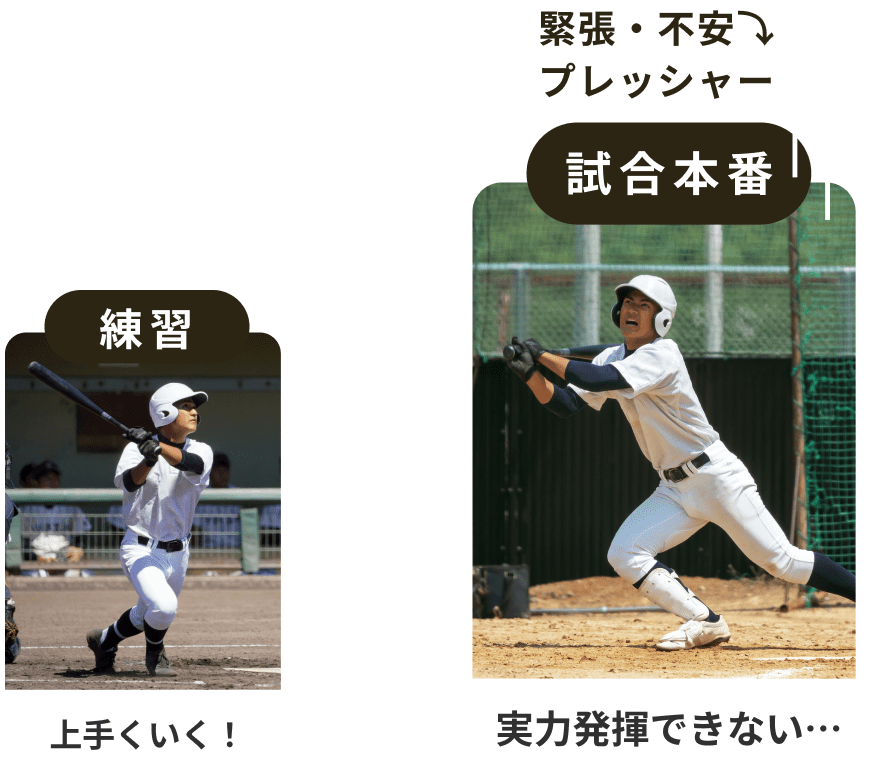 練習
上手くいく！
緊張・不安
プレッシャー
試合本番
実力発揮できない…